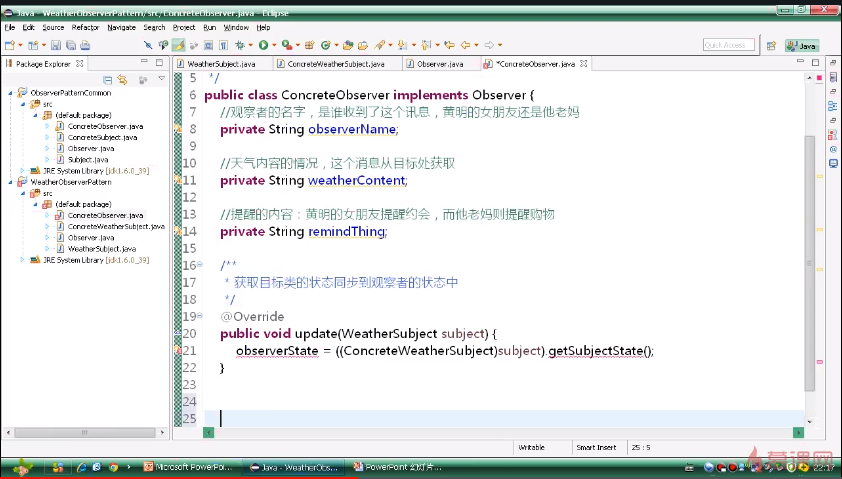 Java - WeatherObserverPattern/src/ConcreteObserver.java - Eclipse
File Edit Source Refactor Navigate Search Project Run Window Help
Quick Access Java
Package Explorer
WeatherSubject.java ConcreteWeatherSubject.java Observer.java *ConcreteObserver.java
ObserverPatternCommon
src
(default package)
ConcreteObserver.java
ConcreteSubject.java
Observer.java
Subject.java
JRE System Library [jdk1.6.0_39]
WeatherObserverPattern
src
(default package)
ConcreteObserver.java
ConcreteWeatherSubject.java
Observer.java
WeatherSubject.java
JRE System Library [jdk1.6.0_39]
5 */
6 public class ConcreteObserver implements Observer {
7 //观察者的名字，是谁收到了这个讯息，黄明的女朋友还是他老妈
8 private String observerName;
9
10 //天气内容的情况，这个消息从目标处获取
11 private String weatherContent;
12
13 //提醒的内容：黄明的女朋友提醒约会，而他老妈则提醒购物
14 private String remindThing;
15
16 /**
17 * 获取目标类的状态同步到观察者的状态中
18 */
19 @Override
20 public void update(WeatherSubject subject) {
21 observerState = ((ConcreteWeatherSubject)subject).getSubjectState();
22 }
23
24
25
Writable Smart Insert 25 : 5
Microsoft PowerPo... Java - WeatherObs... PowerPoint 幻灯片... 22:17
慕课网